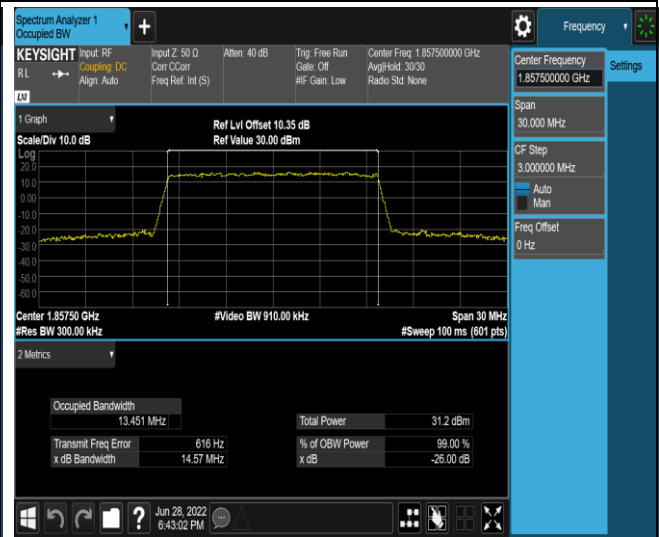 Spectrum Analyzer 1
Occupied BW
+
Frequency
KEYSIGHT
RL
LXI
Input: RF
Coupling: DC
Align: Auto
Input Z: 50 Ω
Corr CCorr
Freq Ref: Int (S)
Atten: 40 dB
Trig: Free Run
Gate: Off
#IF Gain: Low
Center Freq: 1.857500000 GHz
Avg|Hold: 30/30
Radio Std: None
Center Frequency
1.857500000 GHz
Settings
Span
30.000 MHz
CF Step
3.000000 MHz
Auto
Man
Freq Offset
0 Hz
1 Graph
Scale/Div 10.0 dB
Ref Lvl Offset 10.35 dB
Ref Value 30.00 dBm
Log
20.0
10.0
0.00
-10.0
-20.0
-30.0
-40.0
-50.0
-60.0
Center 1.85750 GHz
#Video BW 910.00 kHz
Span 30 MHz
#Res BW 300.00 kHz
#Sweep 100 ms (601 pts)
2 Metrics
Occupied Bandwidth
13.451 MHz
Total Power 31.2 dBm
Transmit Freq Error 616 Hz
% of OBW Power 99.00 %
x dB Bandwidth 14.57 MHz
x dB -26.00 dB
?
Jun 28, 2022
6:43:02 PM